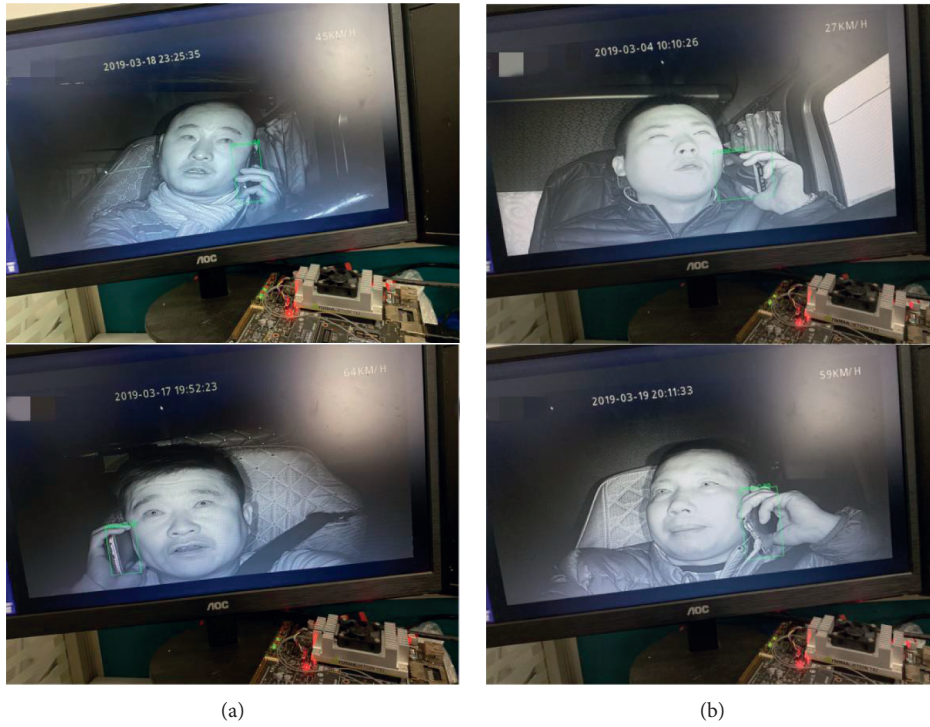 2019-03-18 23:25:35
45KM/H
AOC
2019-03-04 10:10:26
27KM/H
AOC
2019-03-17 19:52:23
64KM/H
AOC
2019-03-19 20:11:33
59KM/H
AOC
(a)
(b)